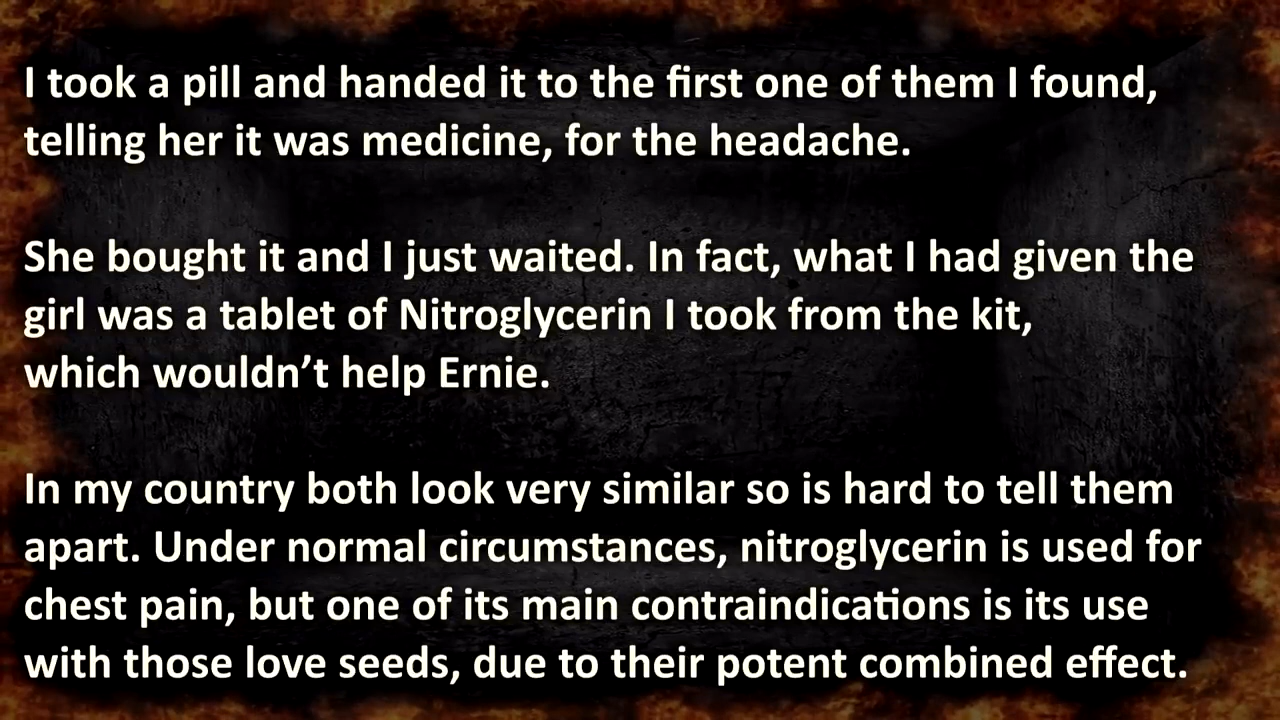 I took a pill and handed it to the first one of them I found,
telling her it was medicine, for the headache.
She bought it and I just waited. In fact, what I had given the
girl was a tablet of Nitroglycerin I took from the kit,
which wouldn’t help Ernie.
In my country both look very similar so is hard to tell them
apart. Under normal circumstances, nitroglycerin is used for
chest pain, but one of its main contraindications is its use
with those love seeds, due to their potent combined effect.